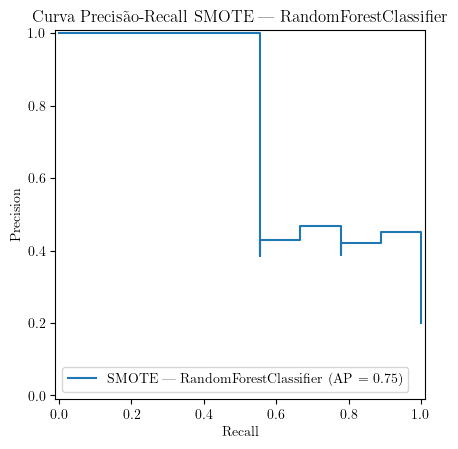 Curva Precisão-Recall SMOTE — RandomForestClassifier
1.0
0.8
0.6
0.4
0.2
0.0
Precision
SMOTE — RandomForestClassifier (AP = 0.75)
0.0 0.2 0.4 0.6 0.8 1.0
Recall